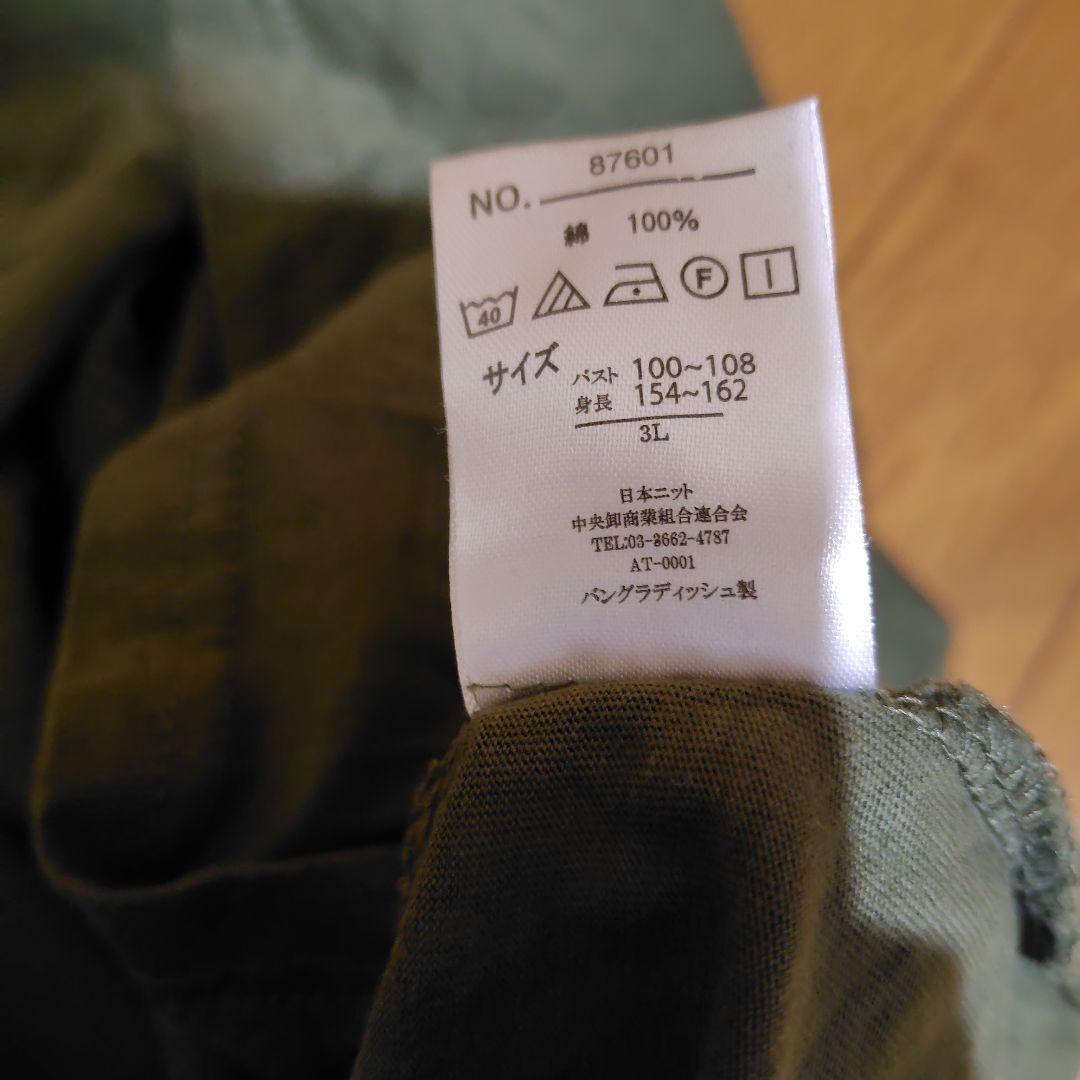 NO. 87601
綿 100%
40 F
サイズ バスト 100~108
身長 154~162
3L
日本ニット
中央卸商業組合連合会
TEL:03-3662-4787
AT-0001
バングラディッシュ製